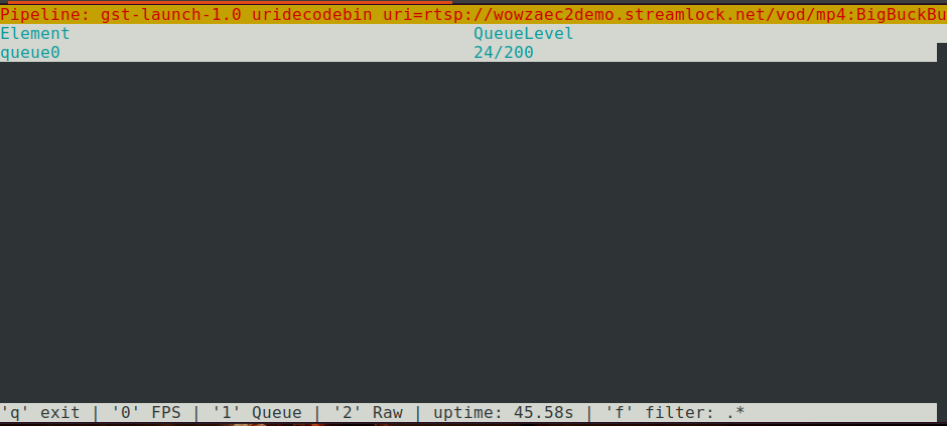 Pipeline: gst-launch-1.0 uridecodebin uri=rtsp://wowzaec2demo.streamlock.net/vod/mp4:BigBuckBu
Element QueueLevel
queue0 24/200
'q' exit | '0' FPS | '1' Queue | '2' Raw | uptime: 45.58s | 'f' filter: .*